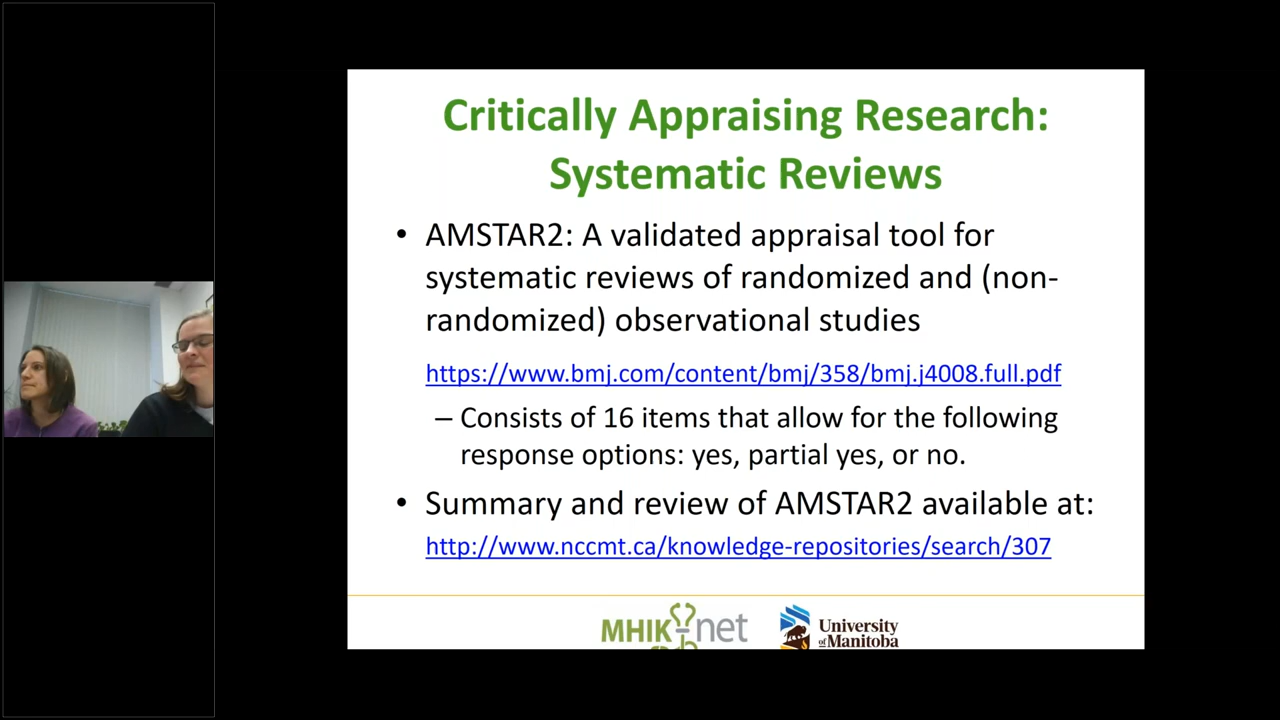 Critically Appraising Research:
Systematic Reviews
• AMSTAR2: A validated appraisal tool for
systematic reviews of randomized and (non-
randomized) observational studies
https://www.bmj.com/content/bmj/358/bmj.j4008.full.pdf
– Consists of 16 items that allow for the following
response options: yes, partial yes, or no.
• Summary and review of AMSTAR2 available at:
http://www.nccmt.ca/knowledge-repositories/search/307
MHIK-net
University
of Manitoba